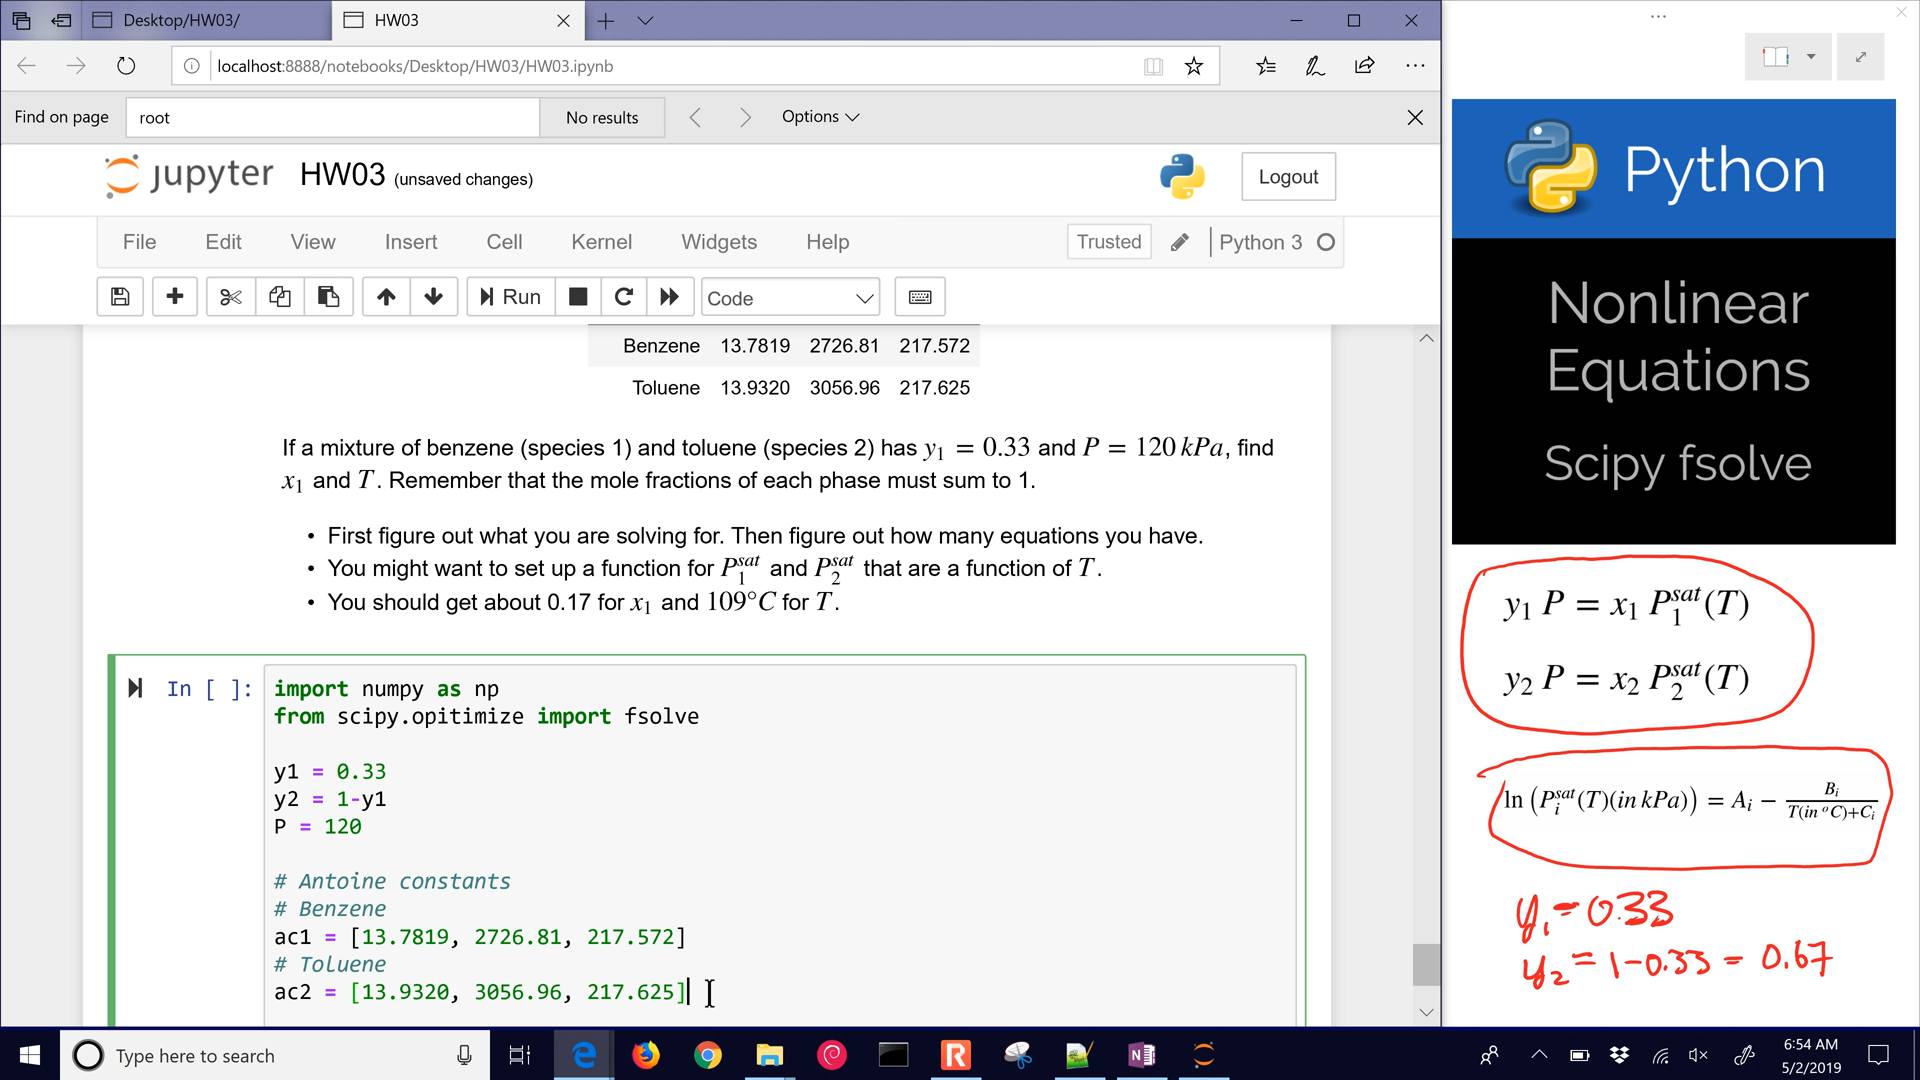 Desktop/HW03/
HW03
localhost:8888/notebooks/Desktop/HW03/HW03.ipynb
Find on page
root
No results
Options
jupyter
HW03 (unsaved changes)
Logout
File Edit View Insert Cell Kernel Widgets Help
Trusted
Python 3
Run
Code
Benzene 13.7819 2726.81 217.572
Toluene 13.9320 3056.96 217.625
If a mixture of benzene (species 1) and toluene (species 2) has y₁ = 0.33 and P = 120 kPa, find
x₁ and T. Remember that the mole fractions of each phase must sum to 1.
• First figure out what you are solving for. Then figure out how many equations you have.
• You might want to set up a function for P₁^sat and P₂^sat that are a function of T.
• You should get about 0.17 for x₁ and 109°C for T.
In [ ]:
import numpy as np
from scipy.opitimize import fsolve
y1 = 0.33
y2 = 1-y1
P = 120
# Antoine constants
# Benzene
ac1 = [13.7819, 2726.81, 217.572]
# Toluene
ac2 = [13.9320, 3056.96, 217.625]
Python
Nonlinear
Equations
Scipy fsolve
y₁ P = x₁ P₁^sat(T)
y₂ P = x₂ P₂^sat(T)
ln (Pᵢ^sat(T)(in kPa)) = Aᵢ − Bᵢ / T(in °C)+Cᵢ
y₁ = 0.33
y₂ = 1-0.33 = 0.67
Type here to search
6:54 AM
5/2/2019